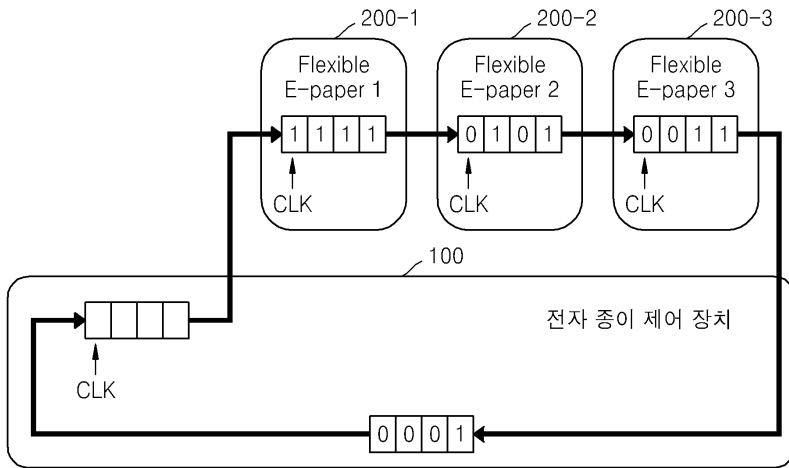 200-1
200-2
200-3
Flexible
E-paper 1
Flexible
E-paper 2
Flexible
E-paper 3
1 1 1 1
0 1 0 1
0 0 1 1
CLK
CLK
CLK
100
전자 종이 제어 장치
CLK
0 0 0 1